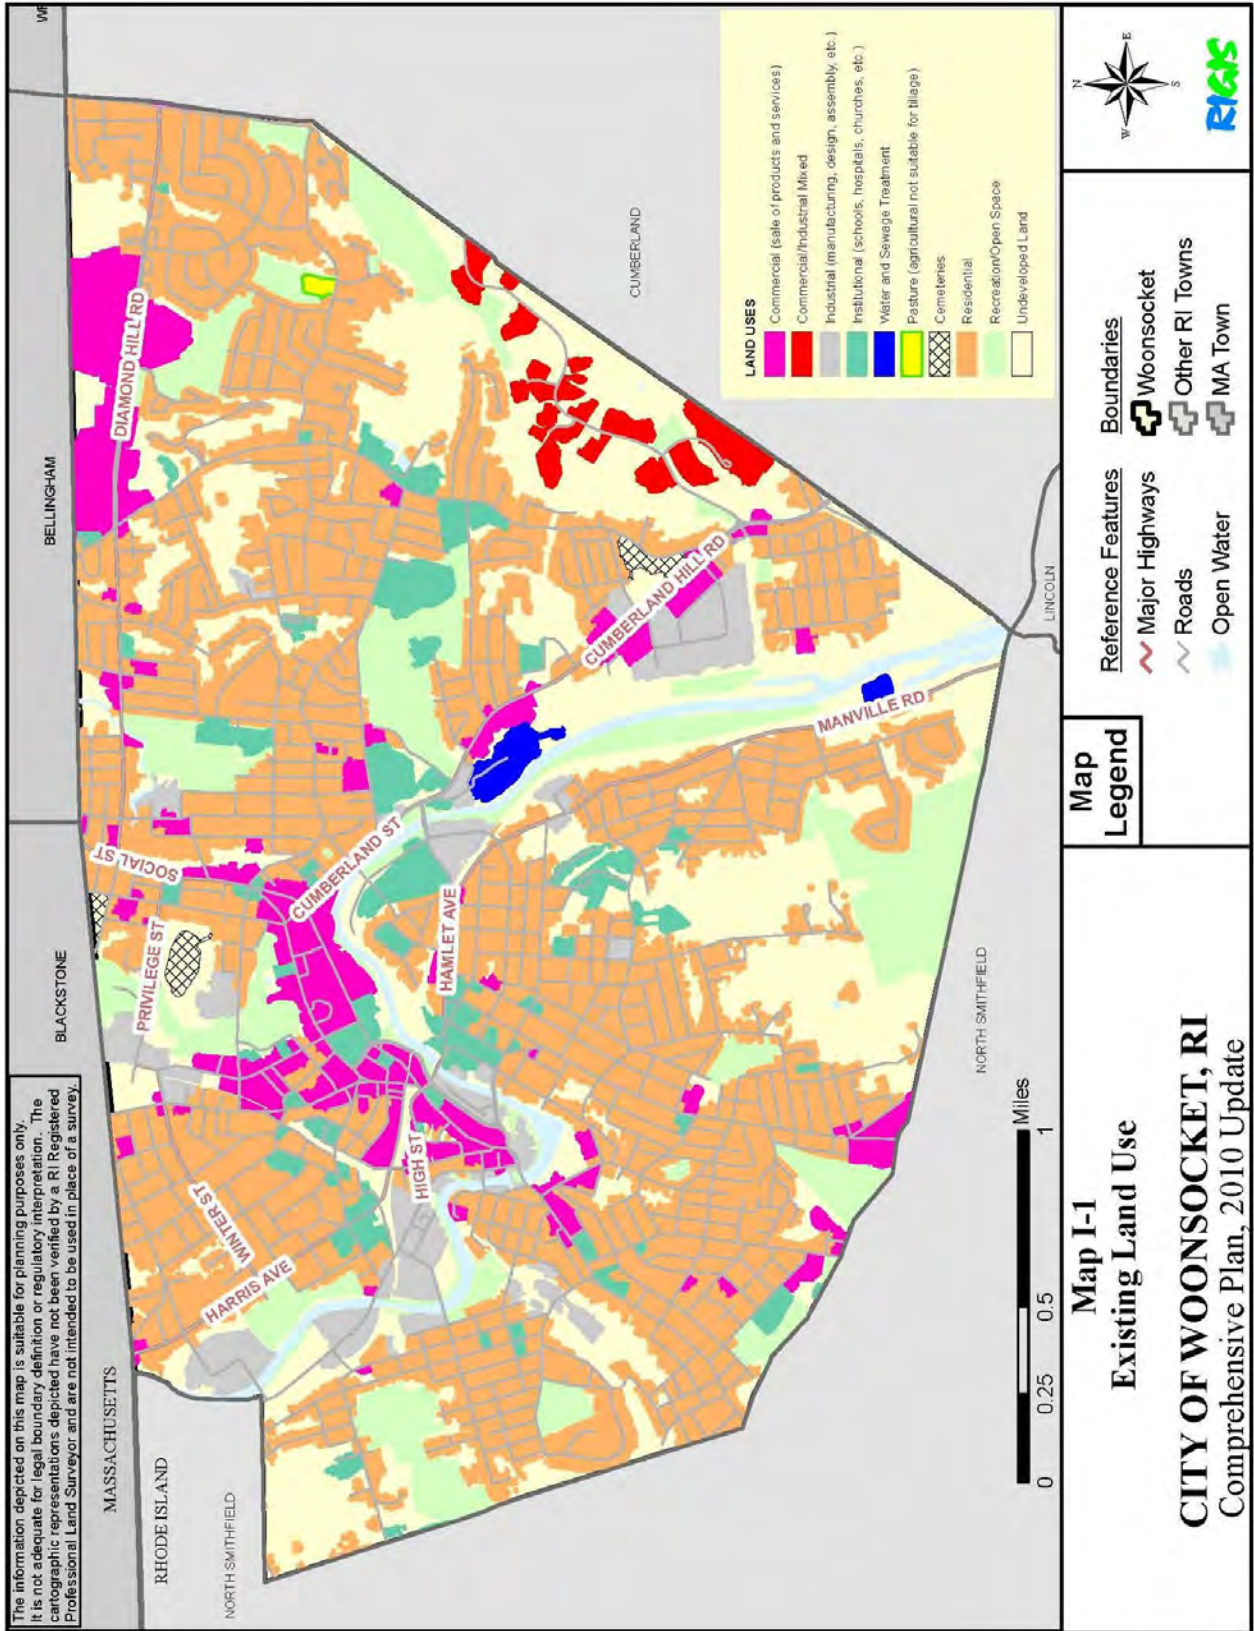 The information depicted on this map is suitable for planning purposes only.
It is not adequate for legal boundary definition or regulatory interpretation. The
cartographic representations depicted have not been verified by a RI Registered
Professional Land Surveyor and are not intended to be used in place of a survey.
MASSACHUSETTS
RHODE ISLAND
NORTH SMITHFIELD
BLACKSTONE
BELLINGHAM
WR
CUMBERLAND
LINCOLN
NORTH SMITHFIELD
HARRIS AVE
WINTER ST
PRIVILEGE ST
SOCIAL ST
DIAMOND HILL RD
HIGH ST
CUMBERLAND ST
HAMLET AVE
CUMBERLAND HILL RD
MANVILLE RD
LAND USES
Commercial (sale of products and services)
Commercial/Industrial Mixed
Industrial (manufacturing, design, assembly, etc.)
Institutional (schools, hospitals, churches, etc.)
Water and Sewage Treatment
Pasture (agricultural not suitable for tillage)
Cemeteries
Residential
Recreation/Open Space
Undeveloped Land
0 0.25 0.5 1 Miles
Map I-1
Existing Land Use
CITY OF WOONSOCKET, RI
Comprehensive Plan, 2010 Update
Map
Legend
Reference Features
Major Highways
Roads
Open Water
Boundaries
Woonsocket
Other RI Towns
MA Town
N
W
E
S
RIGIS